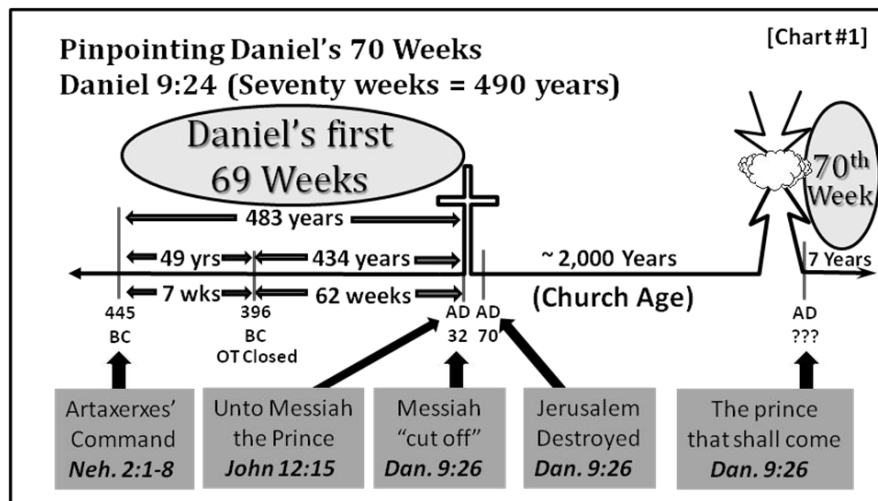 [Chart #1]
Pinpointing Daniel's 70 Weeks
Daniel 9:24 (Seventy weeks = 490 years)
Daniel's first
69 Weeks
70th
Week
483 years
49 yrs
434 years
~ 2,000 Years
7 Years
7 wks
62 weeks
(Church Age)
445
BC
396
BC
OT Closed
AD
32
AD
70
AD
???
Artaxerxes'
Command
Neh. 2:1-8
Unto Messiah
the Prince
John 12:15
Messiah
"cut off"
Dan. 9:26
Jerusalem
Destroyed
Dan. 9:26
The prince
that shall come
Dan. 9:26